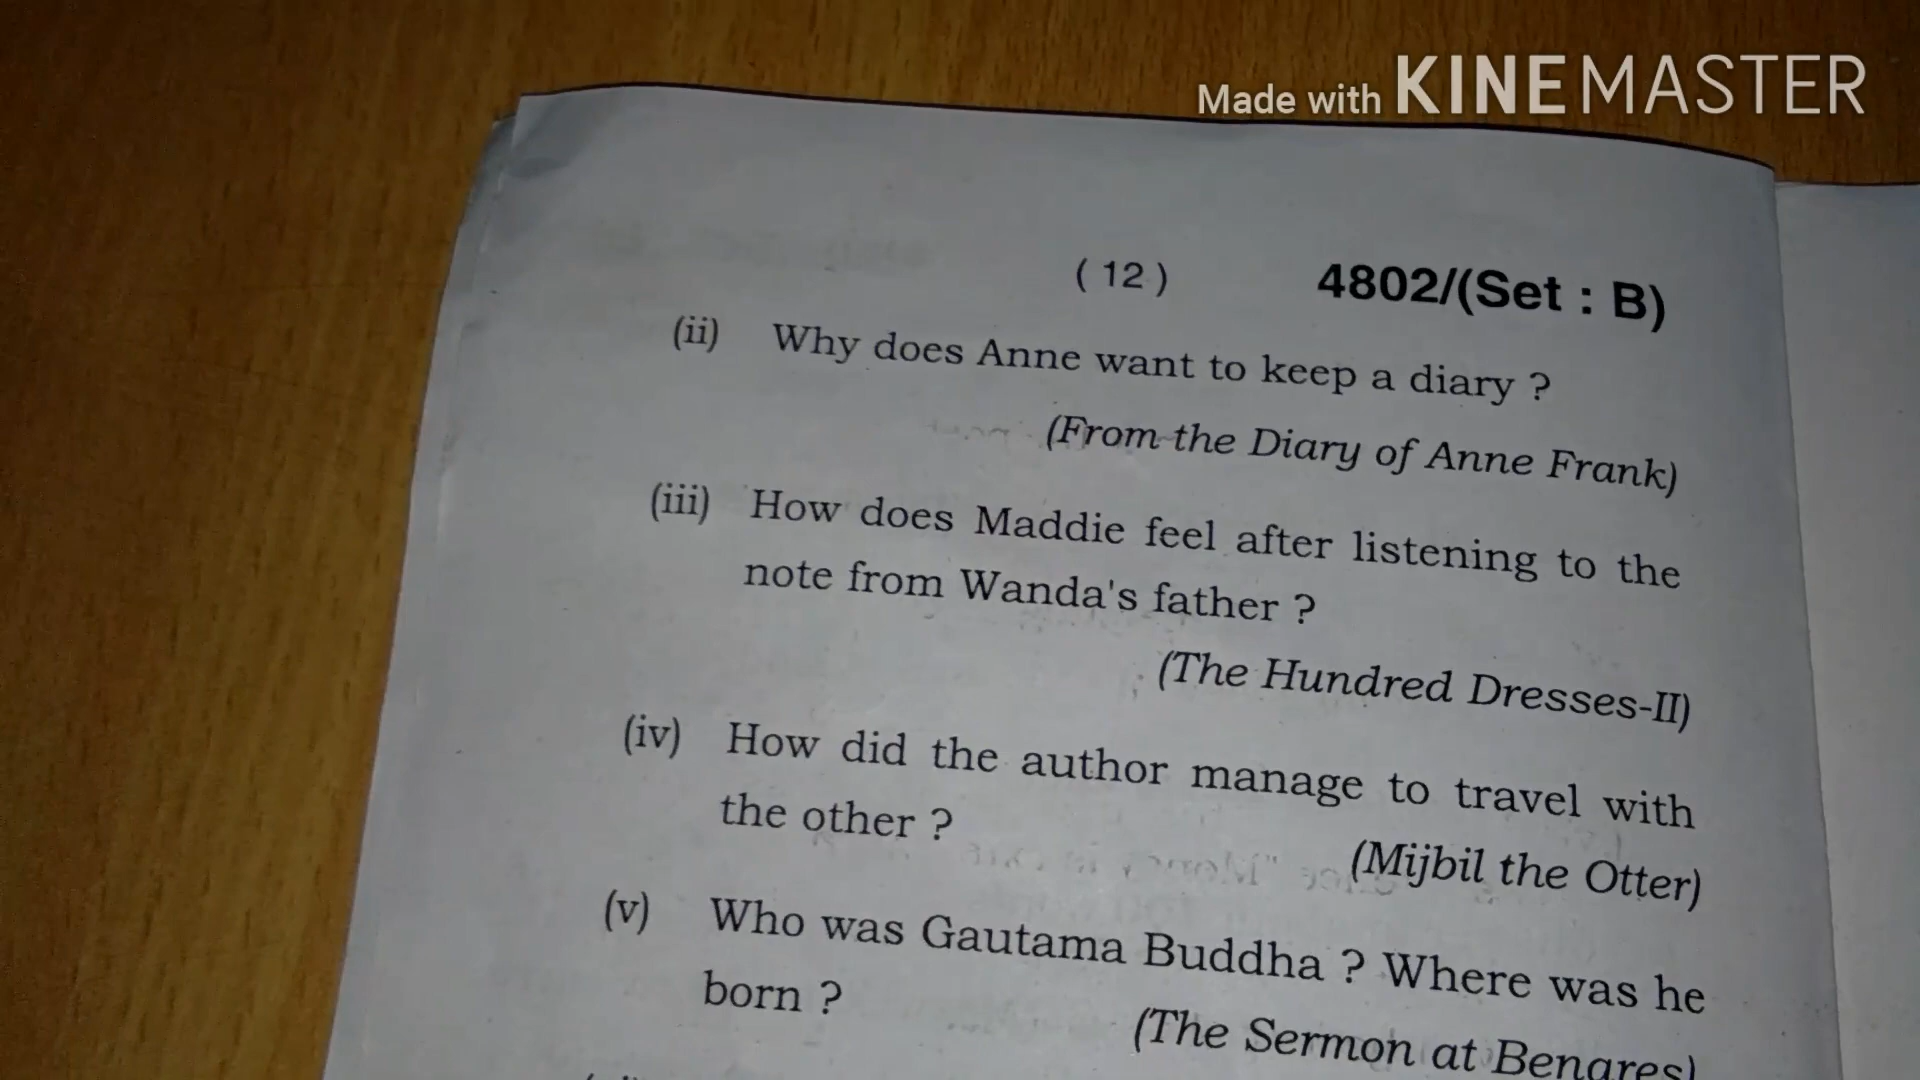 Made with KINEMASTER
( 12 ) 4802/(Set : B)
(ii) Why does Anne want to keep a diary ?
(From the Diary of Anne Frank)
(iii) How does Maddie feel after listening to the
note from Wanda's father ?
(The Hundred Dresses-II)
(iv) How did the author manage to travel with
the other ?
(Mijbil the Otter)
(v) Who was Gautama Buddha ? Where was he
born ?
(The Sermon at Benares)